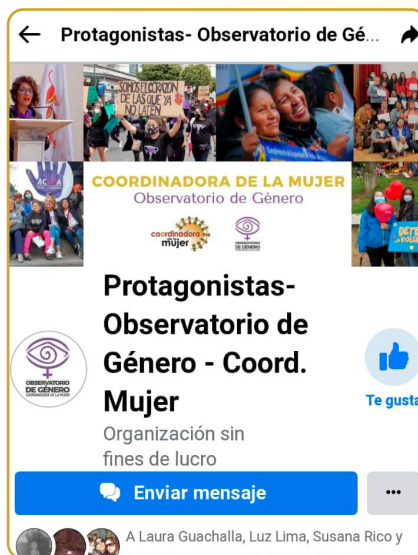 Protagonistas- Observatorio de Gé...
SOMOS EL CORAZON
DE LAS QUE YA
NO LATEN
COORDINADORA DE LA MUJER
Observatorio de Género
coordinadora
de la
mujer
OBSERVATORIO
DE GÉNERO
Protagonistas-
Observatorio de
Género - Coord.
Mujer
OBSERVATORIO
DE GÉNERO
COORDINADORA DE LA MUJER
Te gusta
Organización sin
fines de lucro
Enviar mensaje
A Laura Guachalla, Luz Lima, Susana Rico y